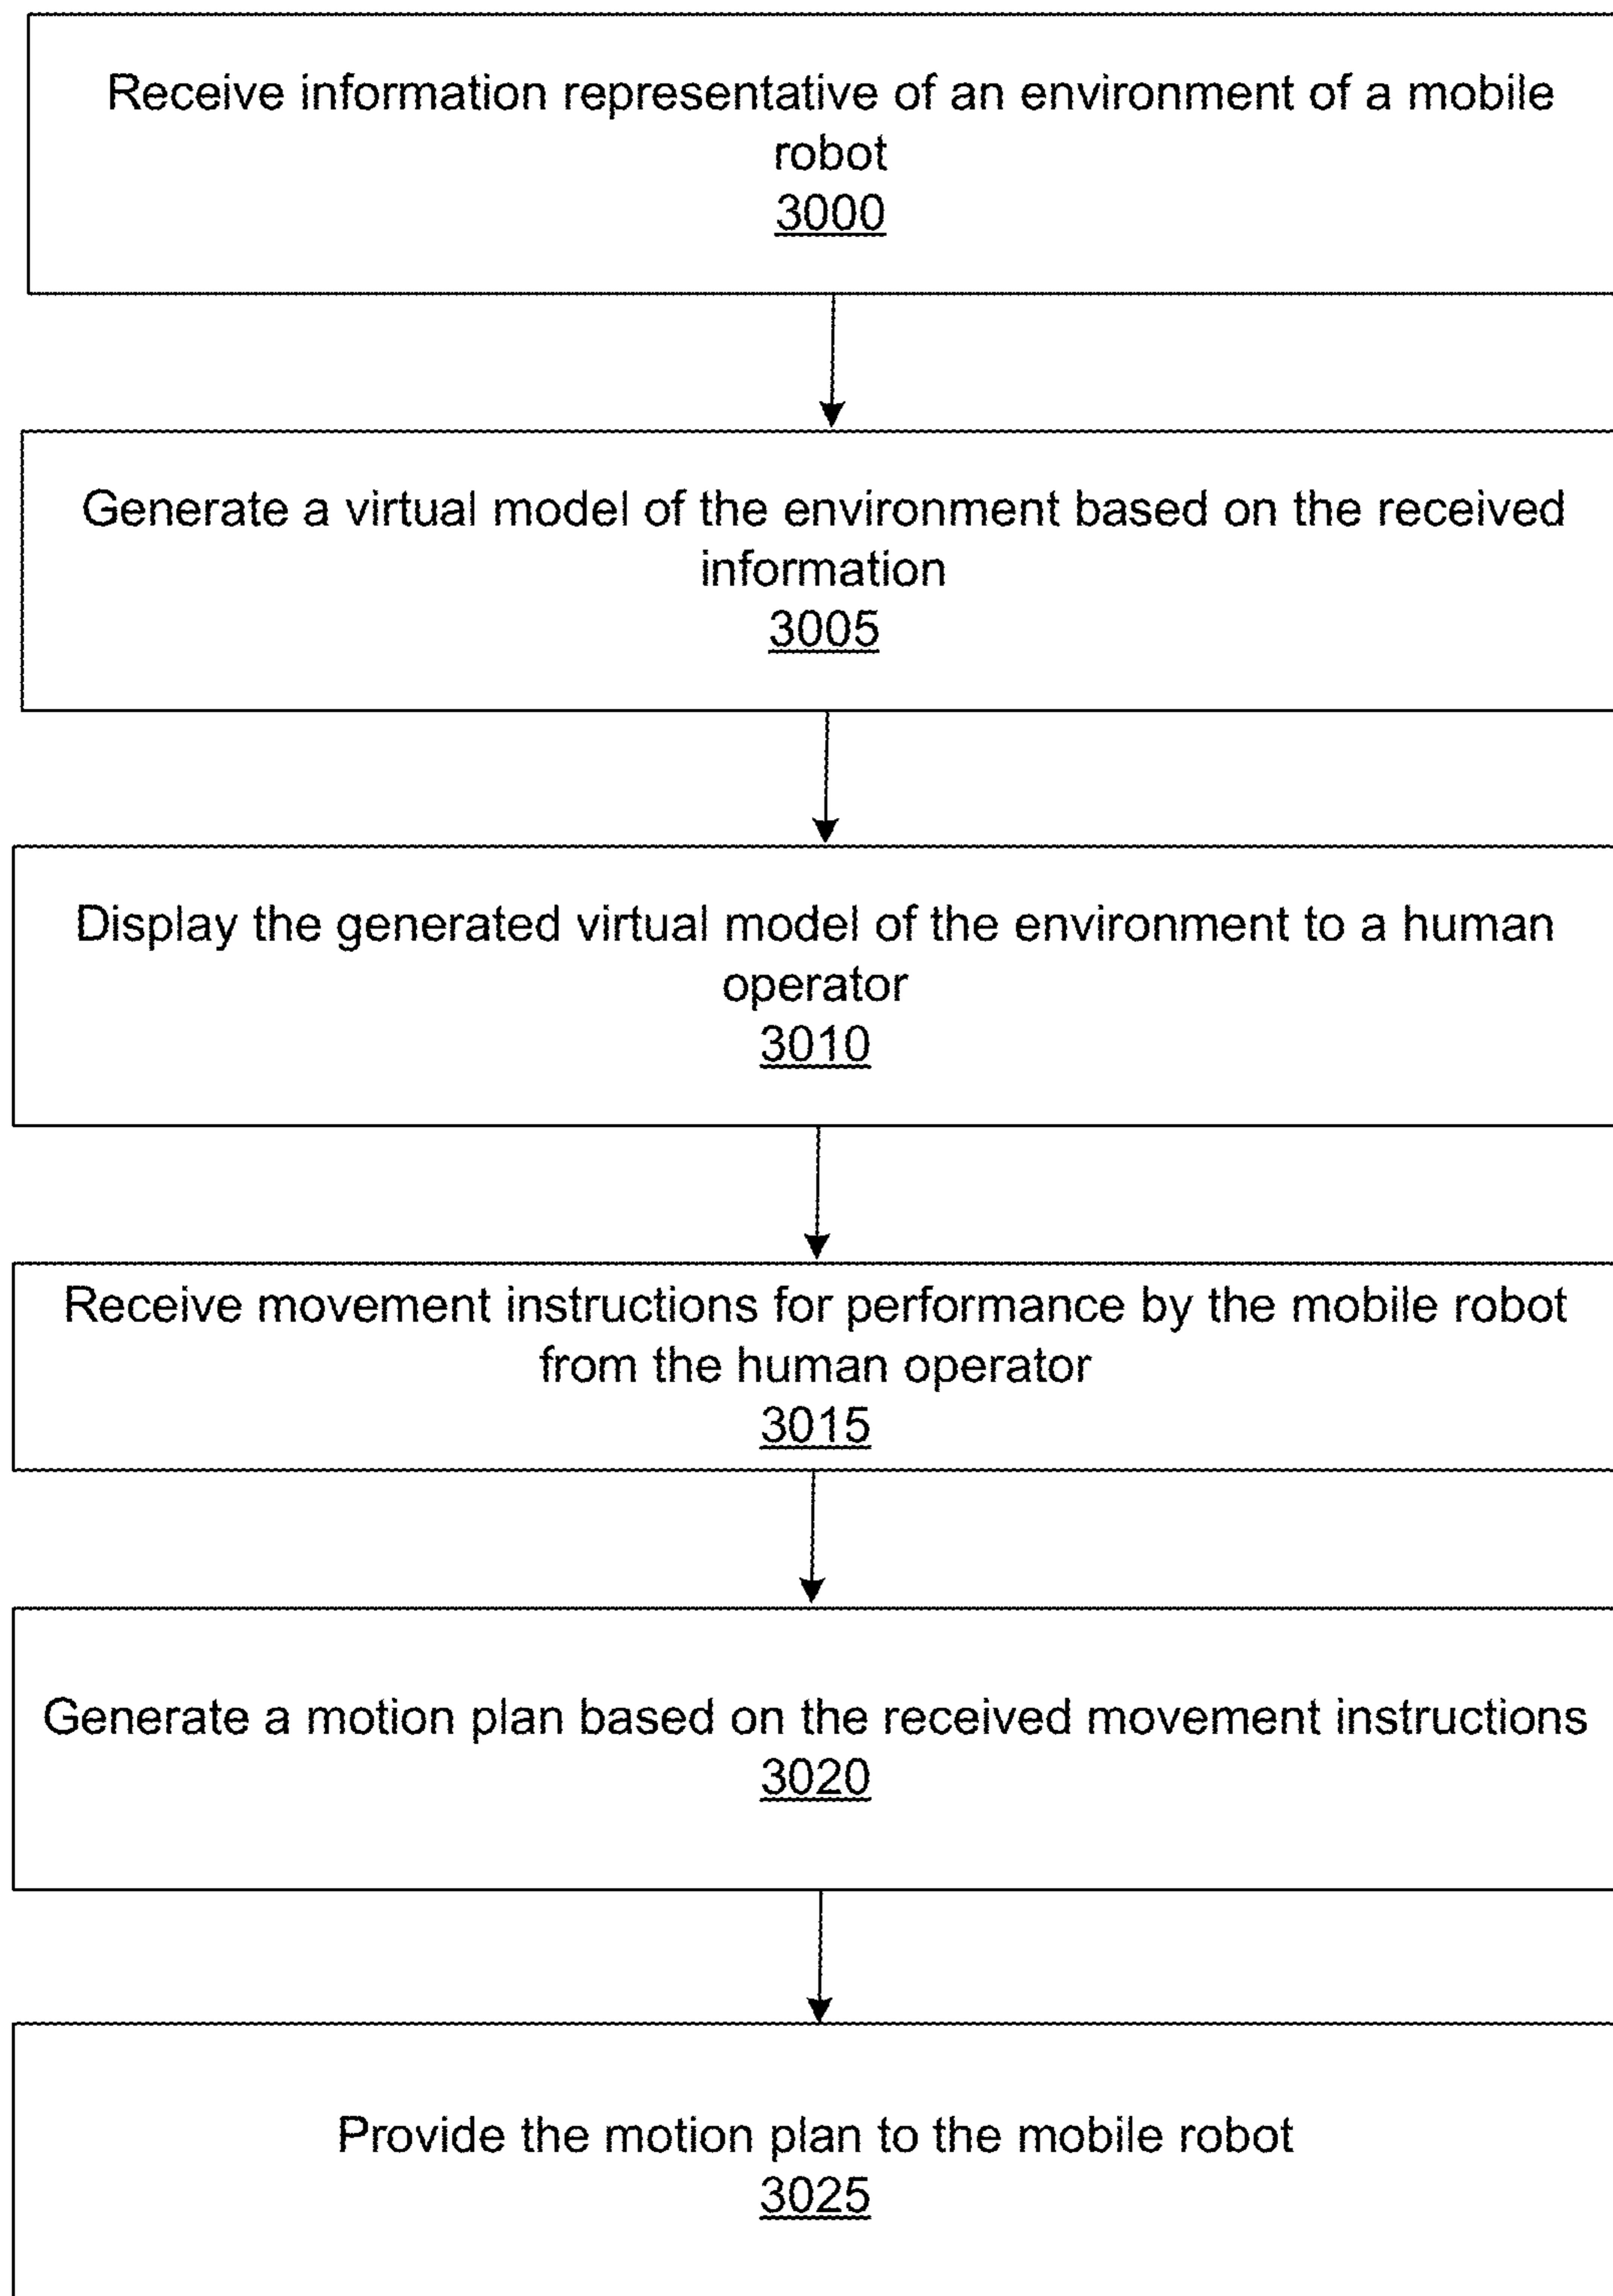 Receive information representative of an environment of a mobile
robot
3000
Generate a virtual model of the environment based on the received
information
3005
Display the generated virtual model of the environment to a human
operator
3010
Receive movement instructions for performance by the mobile robot
from the human operator
3015
Generate a motion plan based on the received movement instructions
3020
Provide the motion plan to the mobile robot
3025